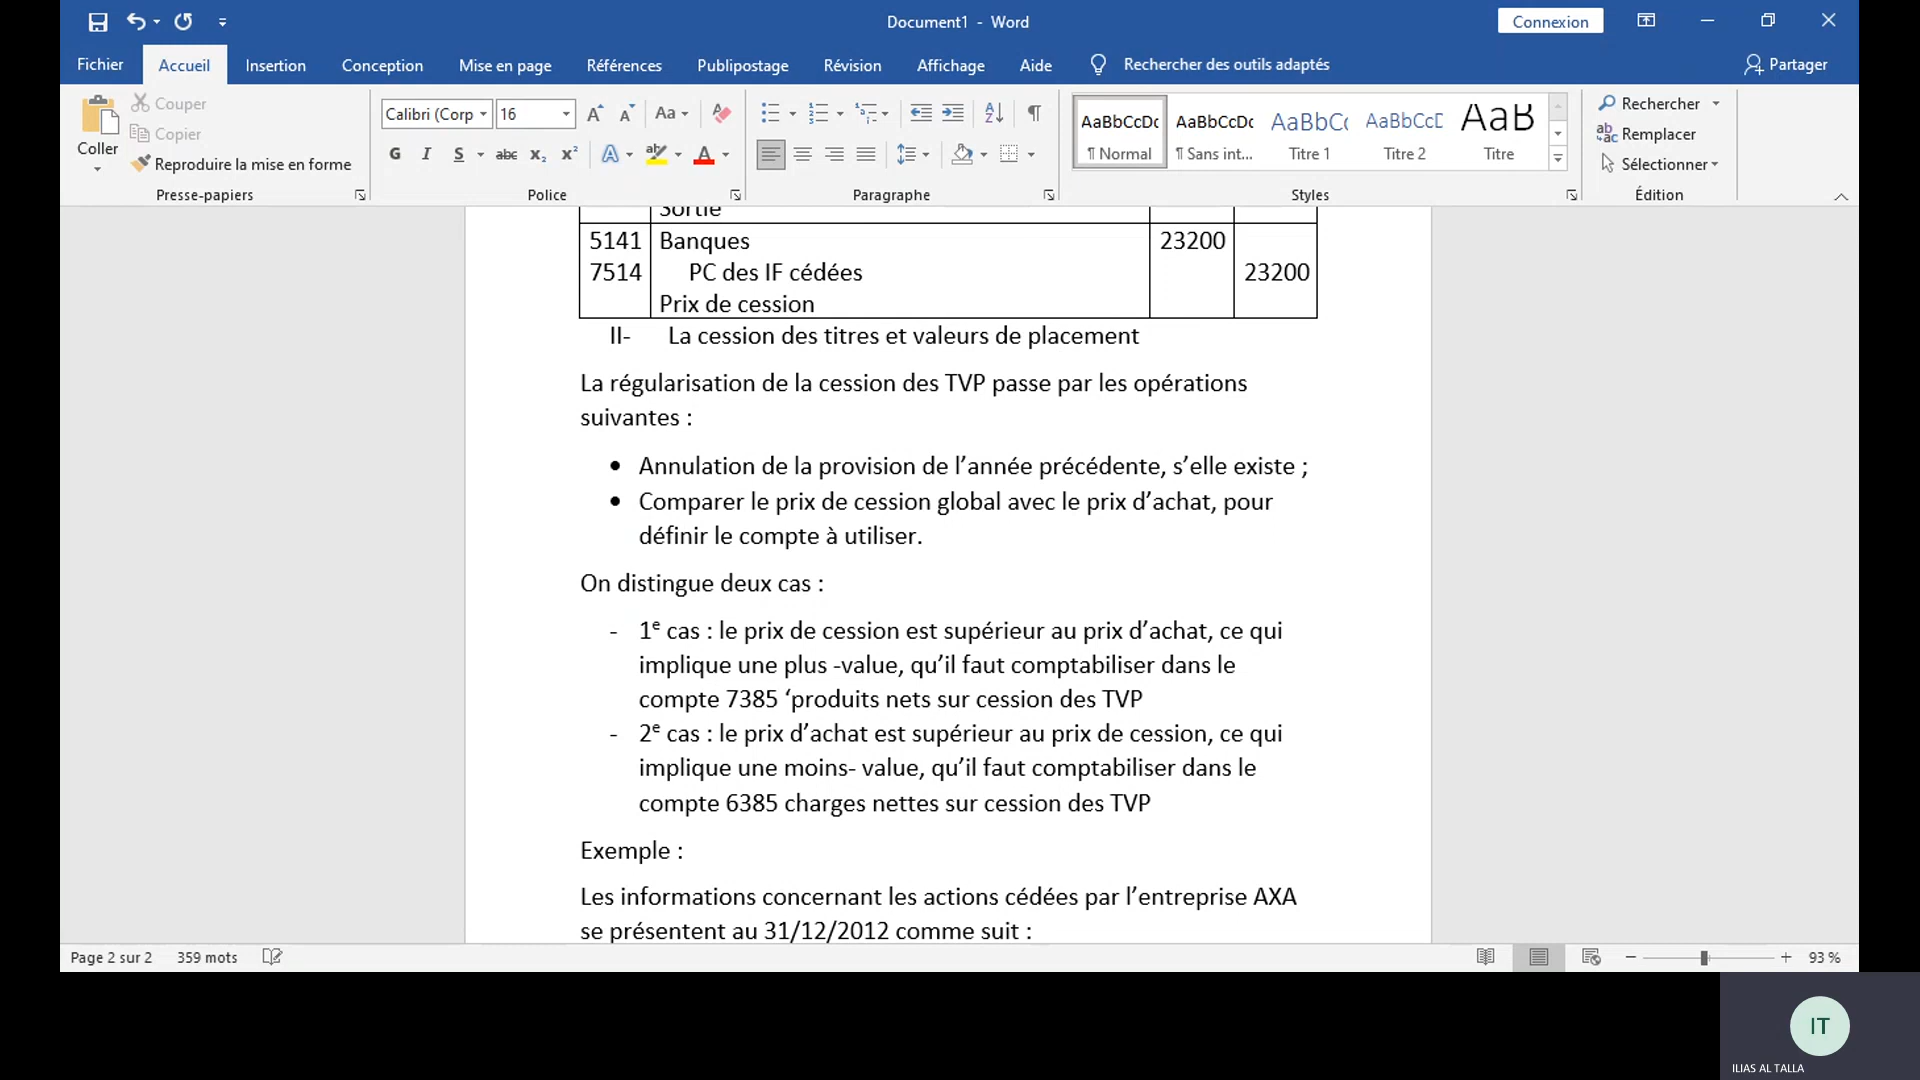 Document1 - Word
Connexion
Fichier Accueil Insertion Conception Mise en page Références Publipostage Révision Affichage Aide Rechercher des outils adaptés Partager
Coller
Couper
Copier
Reproduire la mise en forme
Presse-papiers
Calibri (Corp 16
Aa
G I S abc x₂ x²
Police
Paragraphe
AaBbCcDc AaBbCcDc AaBbCc AaBbCcD AaB
¶ Normal ¶ Sans int... Titre 1 Titre 2 Titre
Styles
Rechercher
Remplacer
Sélectionner
Édition
Sortie
5141 Banques 23200
7514 PC des IF cédées 23200
Prix de cession
II- La cession des titres et valeurs de placement
La régularisation de la cession des TVP passe par les opérations
suivantes :
• Annulation de la provision de l’année précédente, s’elle existe ;
• Comparer le prix de cession global avec le prix d’achat, pour
définir le compte à utiliser.
On distingue deux cas :
- 1ᵉ cas : le prix de cession est supérieur au prix d’achat, ce qui
implique une plus -value, qu’il faut comptabiliser dans le
compte 7385 ‘produits nets sur cession des TVP
- 2ᵉ cas : le prix d’achat est supérieur au prix de cession, ce qui
implique une moins- value, qu’il faut comptabiliser dans le
compte 6385 charges nettes sur cession des TVP
Exemple :
Les informations concernant les actions cédées par l’entreprise AXA
se présentent au 31/12/2012 comme suit :
Page 2 sur 2 359 mots 93 %
IT
ILIAS AL TALLA